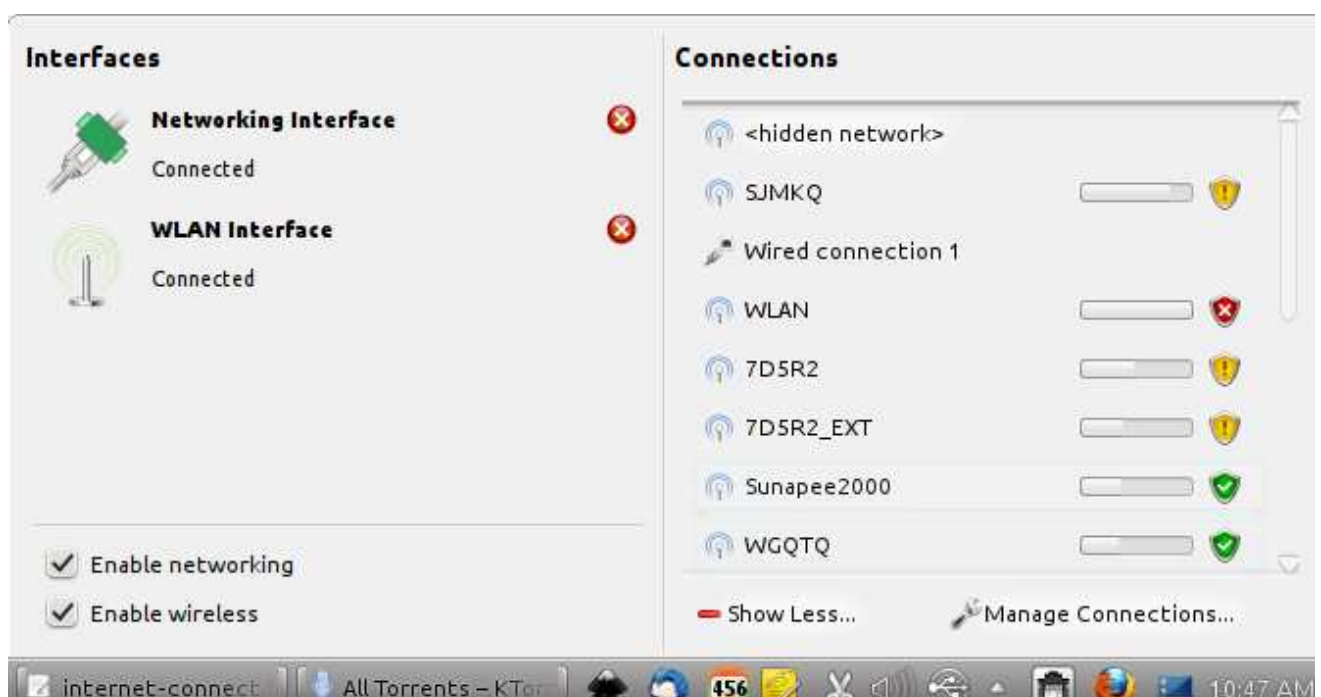 Interfaces
Networking Interface
Connected
WLAN Interface
Connected
Enable networking
Enable wireless
Connections
<hidden network>
SJMKQ
Wired connection 1
WLAN
7D5R2
7D5R2_EXT
Sunapee2000
WGQTQ
Show Less...
Manage Connections...
internet-connect
All Torrents – KTor
456
10:47 AM